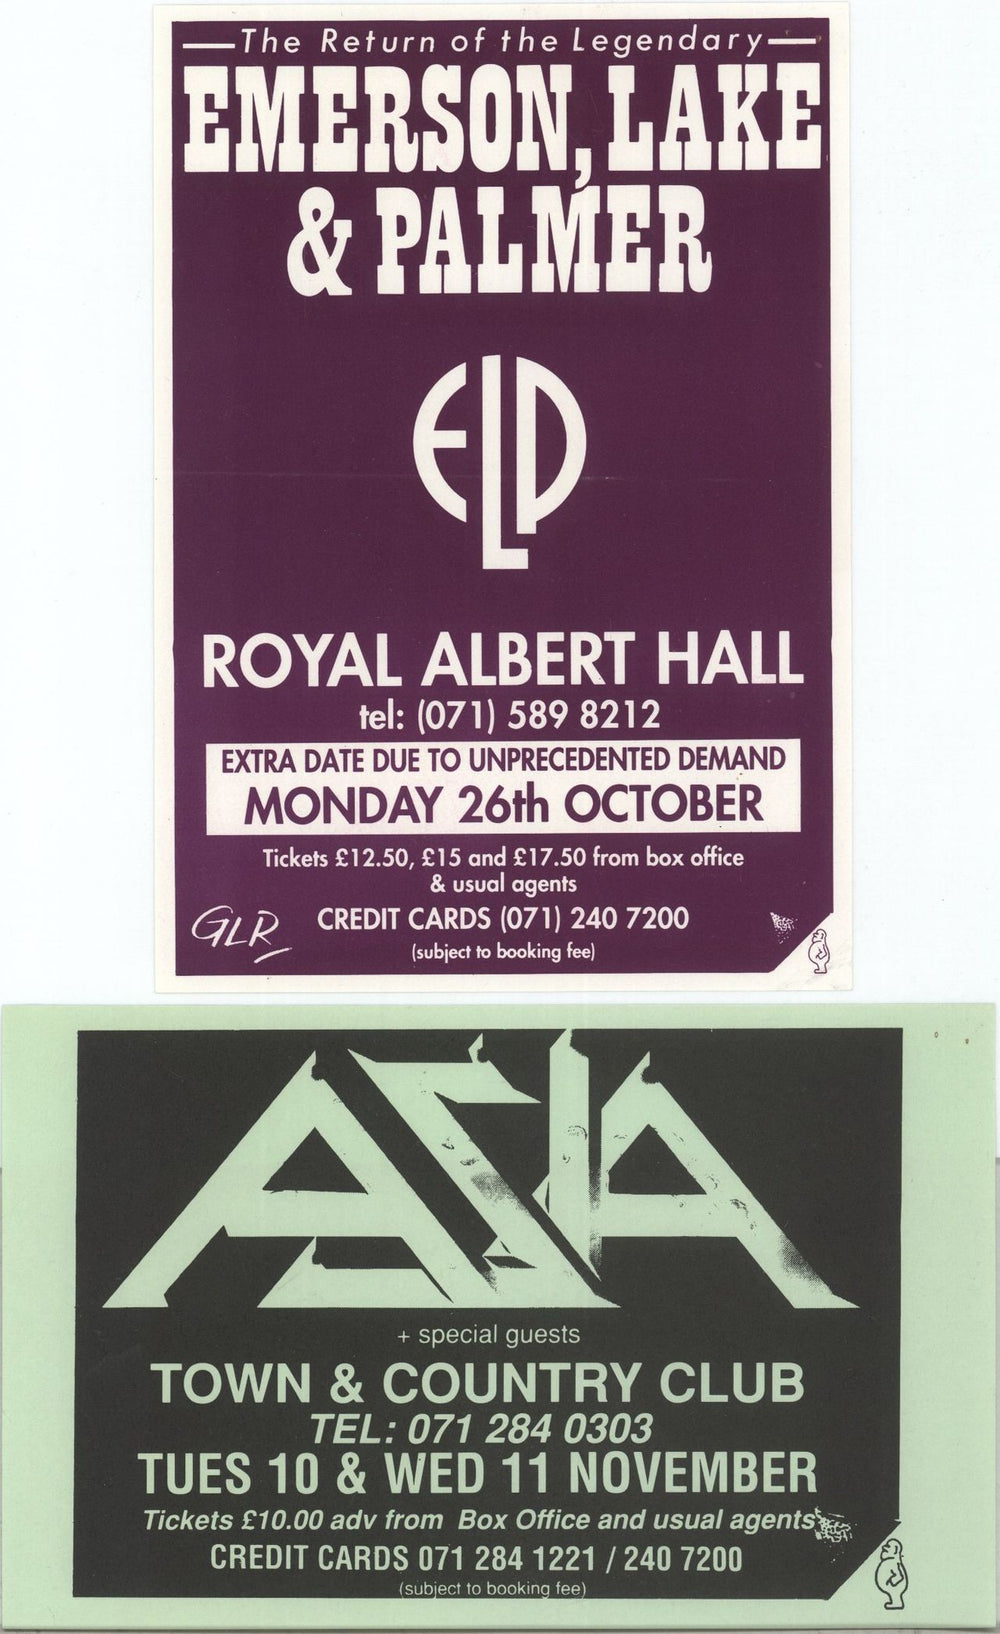 The Return of the Legendary
EMERSON, LAKE
& PALMER
ELP
ROYAL ALBERT HALL
tel: (071) 589 8212
EXTRA DATE DUE TO UNPRECEDENTED DEMAND
MONDAY 26th OCTOBER
Tickets £12.50, £15 and £17.50 from box office
& usual agents
GLR CREDIT CARDS (071) 240 7200
(subject to booking fee)
ASIA
+ special guests
TOWN & COUNTRY CLUB
TEL: 071 284 0303
TUES 10 & WED 11 NOVEMBER
Tickets £10.00 adv from Box Office and usual agents
CREDIT CARDS 071 284 1221 / 240 7200
(subject to booking fee)